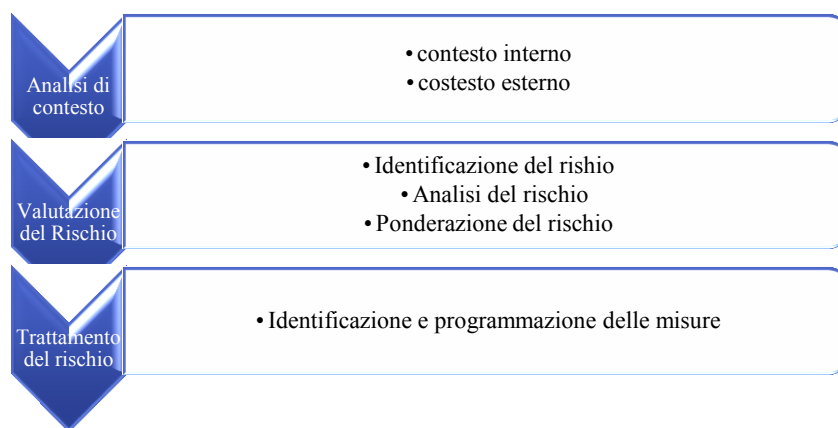 Analisi di
contesto
• contesto interno
• costesto esterno
Valutazione
del Rischio
• Identificazione del rishio
• Analisi del rischio
• Ponderazione del rischio
Trattamento
del rischio
• Identificazione e programmazione delle misure